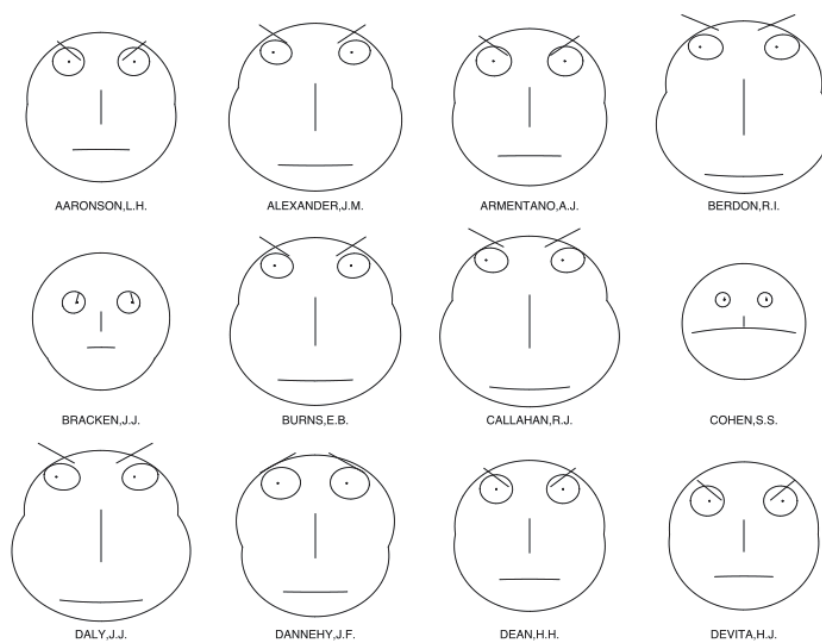 AARONSON,L.H.
ALEXANDER,J.M.
ARMENTANO,A.J.
BERDON,R.I.
BRACKEN,J.J.
BURNS,E.B.
CALLAHAN,R.J.
COHEN,S.S.
DALY,J.J.
DANNEHY,J.F.
DEAN,H.H.
DEVITA,H.J.